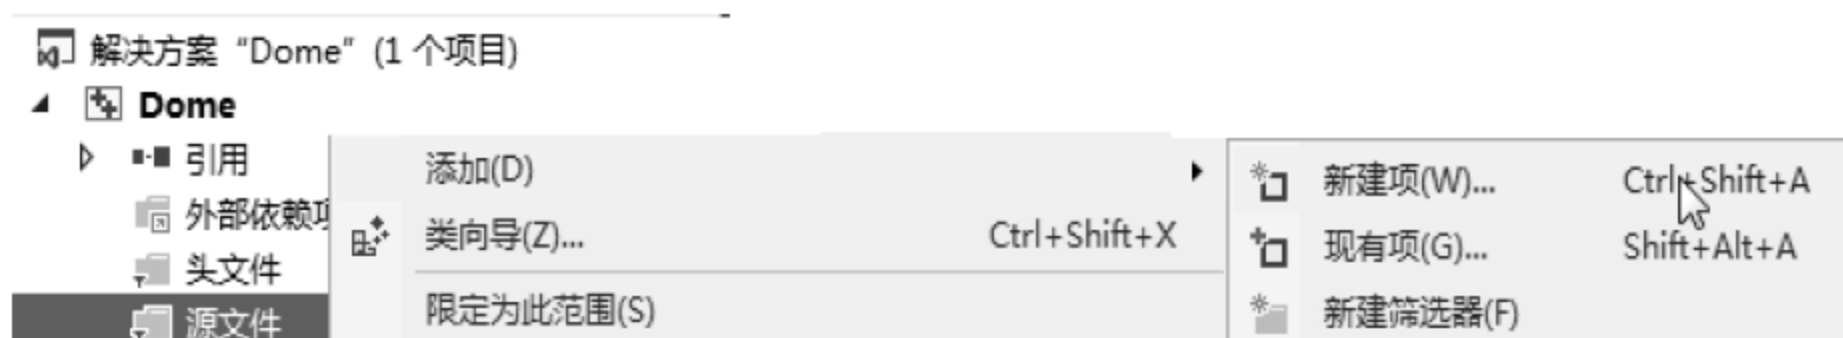 解决方案“Dome”(1 个项目)
Dome
引用
外部依赖项
头文件
源文件
添加(D)
类向导(Z)... Ctrl+Shift+X
限定为此范围(S)
新建项(W)... Ctrl+Shift+A
现有项(G)... Shift+Alt+A
新建筛选器(F)